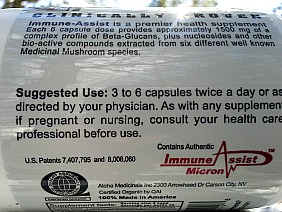 CLINICALLY PROVEN
Immune-Assist is a premier health supplement
Each 6 capsule dose provides approximately 1500 mg of a
complex profile of Beta-Glucans, plus nucleosides and other
bio-active compounds extracted from six different well known
Medicinal Mushroom species.
Suggested Use: 3 to 6 capsules twice a day or as
directed by your physician. As with any supplement
if pregnant or nursing, consult your health care
professional before use.
Contains Authentic
Immune Assist™
Micron
U.S. Patents 7,407,795 and 8,008,060
Aloha Medicinals Inc 2300 Arrowhead Dr Carson City, NV
Certified Organic by QAI
100% Made in America
Supplement Facts